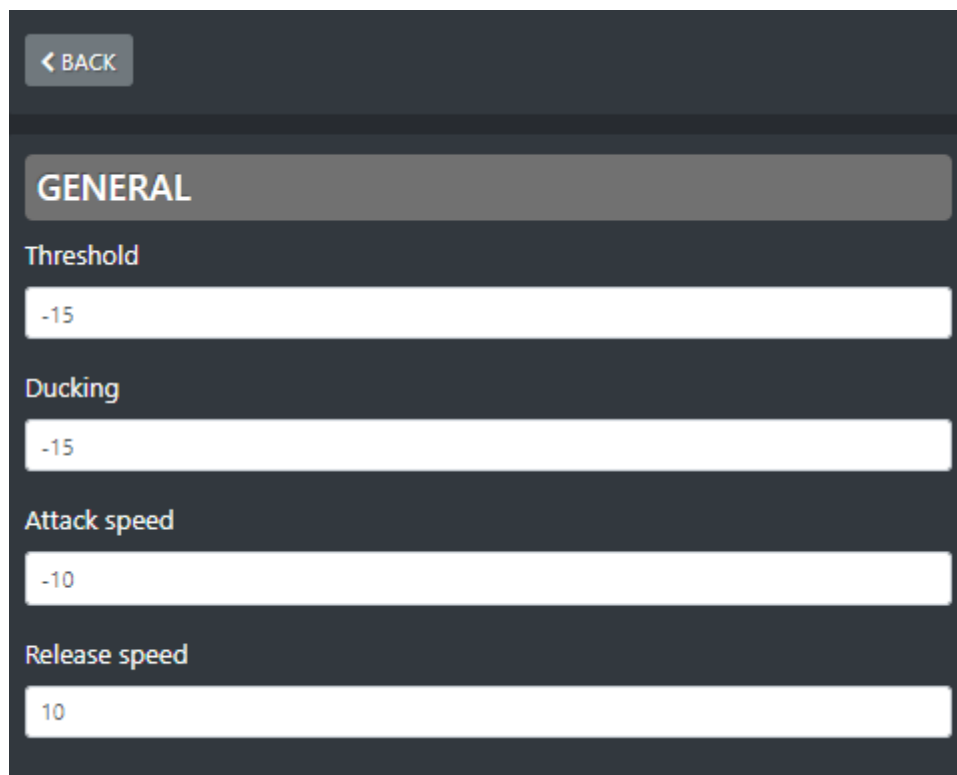 BACK
GENERAL
Threshold
-15
Ducking
-15
Attack speed
-10
Release speed
10